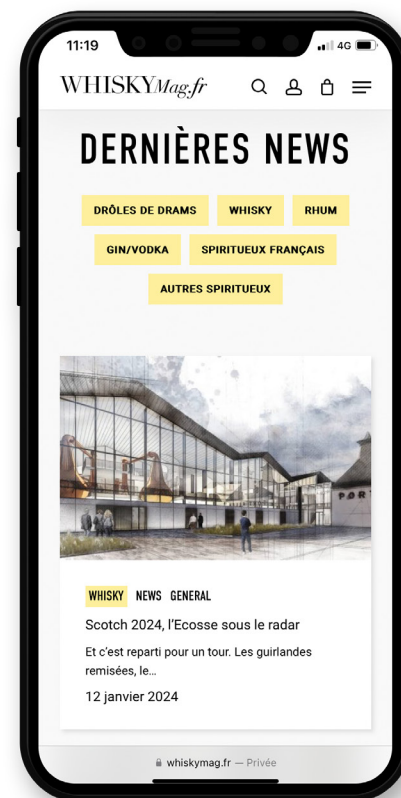 11:19
4G
WHISKYMag.fr
DERNIÈRES NEWS
DRÔLES DE DRAMS WHISKY RHUM
GIN/VODKA SPIRITUEUX FRANÇAIS
AUTRES SPIRITUEUX
PØR
WHISKY NEWS GENERAL
Scotch 2024, l’Ecosse sous le radar
Et c’est reparti pour un tour. Les guirlandes
remisées, le...
12 janvier 2024
whiskymag.fr — Privée